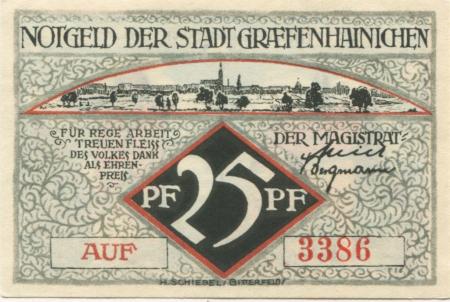 NOTGELD DER STADT GRÆFENHAINICHEN
FÜR REGE ARBEIT
TREUEN FLEISS
DES VOLKES DANK
ALS EHREN-
PREIS
DER MAGISTRAT
Bergmann
PF 25 PF
AUF
3386
H. SCHIEBEL/BITTERFELD/